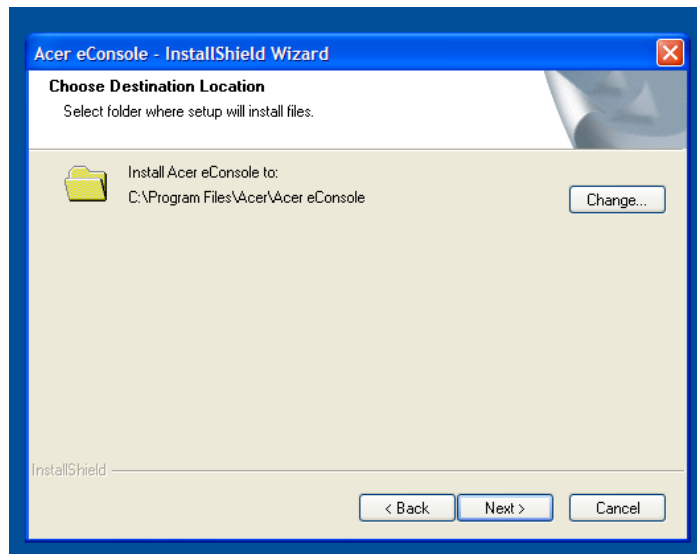 Acer eConsole - InstallShield Wizard
Choose Destination Location
Select folder where setup will install files.
Install Acer eConsole to:
C:\Program Files\Acer\Acer eConsole
Change...
InstallShield
< Back
Next >
Cancel